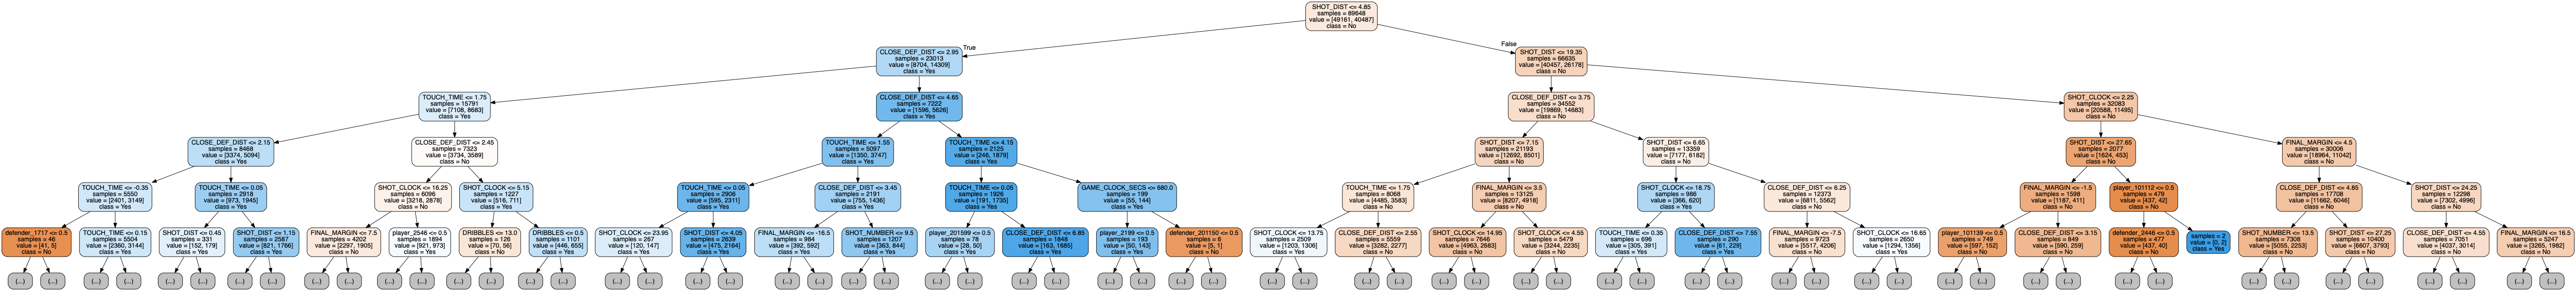 SHOT_DIST <= 4.85
samples = 89648
value = [49161, 40487]
class = No
True
False
CLOSE_DEF_DIST <= 2.95
samples = 23013
value = [8704, 14309]
class = Yes
SHOT_DIST <= 19.35
samples = 66635
value = [40457, 26178]
class = No
TOUCH_TIME <= 1.75
samples = 15791
value = [7108, 8683]
class = Yes
CLOSE_DEF_DIST <= 4.65
samples = 7222
value = [1596, 5626]
class = Yes
CLOSE_DEF_DIST <= 3.75
samples = 34552
value = [19869, 14683]
class = No
SHOT_CLOCK <= 2.25
samples = 32083
value = [20588, 11495]
class = No
CLOSE_DEF_DIST <= 2.15
samples = 8468
value = [3374, 5094]
class = Yes
CLOSE_DEF_DIST <= 2.45
samples = 7323
value = [3734, 3589]
class = No
TOUCH_TIME <= 1.55
samples = 5097
value = [1350, 3747]
class = Yes
TOUCH_TIME <= 4.15
samples = 2125
value = [246, 1879]
class = Yes
SHOT_DIST <= 7.15
samples = 21193
value = [12692, 8501]
class = No
SHOT_DIST <= 6.65
samples = 13359
value = [7177, 6182]
class = No
SHOT_DIST <= 27.65
samples = 2077
value = [1624, 453]
class = No
FINAL_MARGIN <= 4.5
samples = 30006
value = [18964, 11042]
class = No
TOUCH_TIME <= -0.35
samples = 5550
value = [2401, 3149]
class = Yes
TOUCH_TIME <= 0.05
samples = 2918
value = [973, 1945]
class = Yes
SHOT_CLOCK <= 16.25
samples = 6096
value = [3218, 2878]
class = No
SHOT_CLOCK <= 5.15
samples = 1227
value = [516, 711]
class = Yes
TOUCH_TIME <= 0.05
samples = 2906
value = [595, 2311]
class = Yes
CLOSE_DEF_DIST <= 3.45
samples = 2191
value = [755, 1436]
class = Yes
TOUCH_TIME <= 0.05
samples = 1926
value = [191, 1735]
class = Yes
GAME_CLOCK_SECS <= 680.0
samples = 199
value = [55, 144]
class = Yes
TOUCH_TIME <= 1.75
samples = 8068
value = [4485, 3583]
class = No
FINAL_MARGIN <= 3.5
samples = 13125
value = [8207, 4918]
class = No
SHOT_CLOCK <= 18.75
samples = 986
value = [366, 620]
class = Yes
CLOSE_DEF_DIST <= 6.25
samples = 12373
value = [6811, 5562]
class = No
FINAL_MARGIN <= -1.5
samples = 1598
value = [1187, 411]
class = No
player_101112 <= 0.5
samples = 479
value = [437, 42]
class = No
CLOSE_DEF_DIST <= 4.85
samples = 17708
value = [11662, 6046]
class = No
SHOT_DIST <= 24.25
samples = 12298
value = [7302, 4996]
class = No
defender_1717 <= 0.5
samples = 46
value = [41, 5]
class = No
TOUCH_TIME <= 0.15
samples = 5504
value = [2360, 3144]
class = Yes
SHOT_DIST <= 0.45
samples = 331
value = [152, 179]
class = Yes
SHOT_DIST <= 1.15
samples = 2587
value = [821, 1766]
class = Yes
FINAL_MARGIN <= 7.5
samples = 4202
value = [2297, 1905]
class = No
player_2546 <= 0.5
samples = 1894
value = [921, 973]
class = Yes
DRIBBLES <= 13.0
samples = 126
value = [70, 56]
class = No
DRIBBLES <= 0.5
samples = 1101
value = [446, 655]
class = Yes
SHOT_CLOCK <= 23.95
samples = 267
value = [120, 147]
class = Yes
SHOT_DIST <= 4.05
samples = 2639
value = [475, 2164]
class = Yes
FINAL_MARGIN <= -16.5
samples = 984
value = [392, 592]
class = Yes
SHOT_NUMBER <= 9.5
samples = 1207
value = [363, 844]
class = Yes
player_201599 <= 0.5
samples = 78
value = [28, 50]
class = Yes
CLOSE_DEF_DIST <= 6.85
samples = 1848
value = [163, 1685]
class = Yes
player_2199 <= 0.5
samples = 193
value = [50, 143]
class = Yes
defender_201150 <= 0.5
samples = 6
value = [5, 1]
class = No
SHOT_CLOCK <= 13.75
samples = 2509
value = [1203, 1306]
class = Yes
CLOSE_DEF_DIST <= 2.55
samples = 5559
value = [3282, 2277]
class = No
SHOT_CLOCK <= 14.95
samples = 7646
value = [4963, 2683]
class = No
SHOT_CLOCK <= 4.55
samples = 5479
value = [3244, 2235]
class = No
TOUCH_TIME <= 0.35
samples = 696
value = [305, 391]
class = Yes
CLOSE_DEF_DIST <= 7.55
samples = 290
value = [61, 229]
class = Yes
FINAL_MARGIN <= -7.5
samples = 9723
value = [5517, 4206]
class = No
SHOT_CLOCK <= 16.65
samples = 2650
value = [1294, 1356]
class = Yes
player_101139 <= 0.5
samples = 749
value = [597, 152]
class = No
CLOSE_DEF_DIST <= 3.15
samples = 849
value = [590, 259]
class = No
defender_2446 <= 0.5
samples = 477
value = [437, 40]
class = No
samples = 2
value = [0, 2]
class = Yes
SHOT_NUMBER <= 13.5
samples = 7308
value = [5055, 2253]
class = No
SHOT_DIST <= 27.25
samples = 10400
value = [6607, 3793]
class = No
CLOSE_DEF_DIST <= 4.55
samples = 7051
value = [4037, 3014]
class = No
FINAL_MARGIN <= 16.5
samples = 5247
value = [3265, 1982]
class = No
(...) (...) (...) (...) (...) (...) (...) (...) (...) (...) (...) (...) (...) (...) (...) (...) (...) (...) (...) (...) (...) (...) (...) (...) (...) (...) (...) (...) (...) (...) (...) (...) (...) (...) (...) (...) (...) (...) (...) (...) (...) (...) (...) (...) (...) (...) (...) (...) (...) (...) (...) (...) (...) (...) (...) (...) (...) (...) (...) (...) (...) (...)